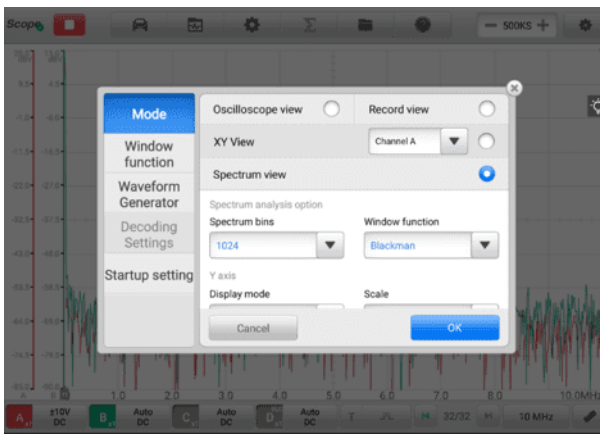 Scope
500KS
Mode
Window
function
Waveform
Generator
Decoding
Settings
Startup setting
Oscilloscope view
Record view
XY View
Channel A
Spectrum view
Spectrum analysis option
Spectrum bins
Window function
1024
Blackman
Y axis
Display mode
Scale
Cancel
OK
A
B
1.0
2.0
3.0
4.0
5.0
6.0
7.0
8.0
10.0MHz
A
±10V
DC
B
Auto
DC
C
Auto
DC
D
Auto
DC
T
32/32
10 MHz